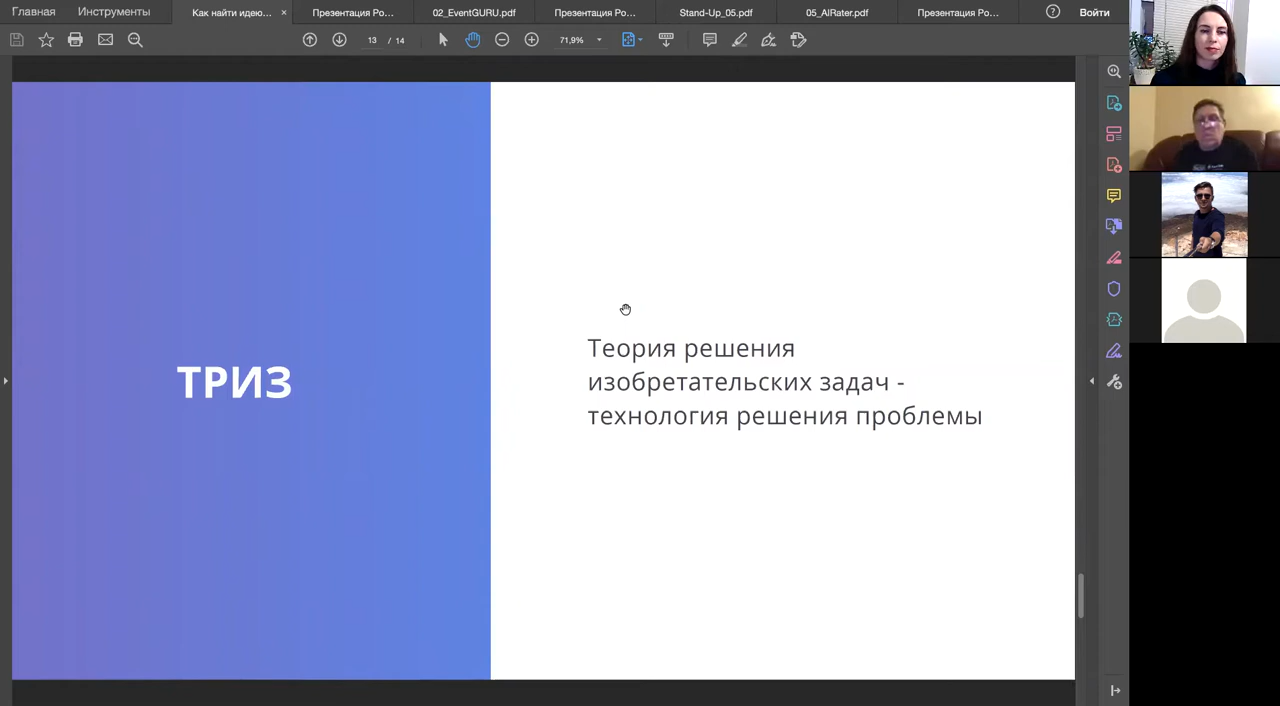 Главная
Инструменты
Как найти идею...
×
Презентация Ро...
02_EventGURU.pdf
Презентация Ро...
Stand-Up_05.pdf
05_AIRater.pdf
Презентация Ро...
?
Войти
13 / 14
71,9%
ТРИЗ
Теория решения
изобретательских задач -
технология решения проблемы